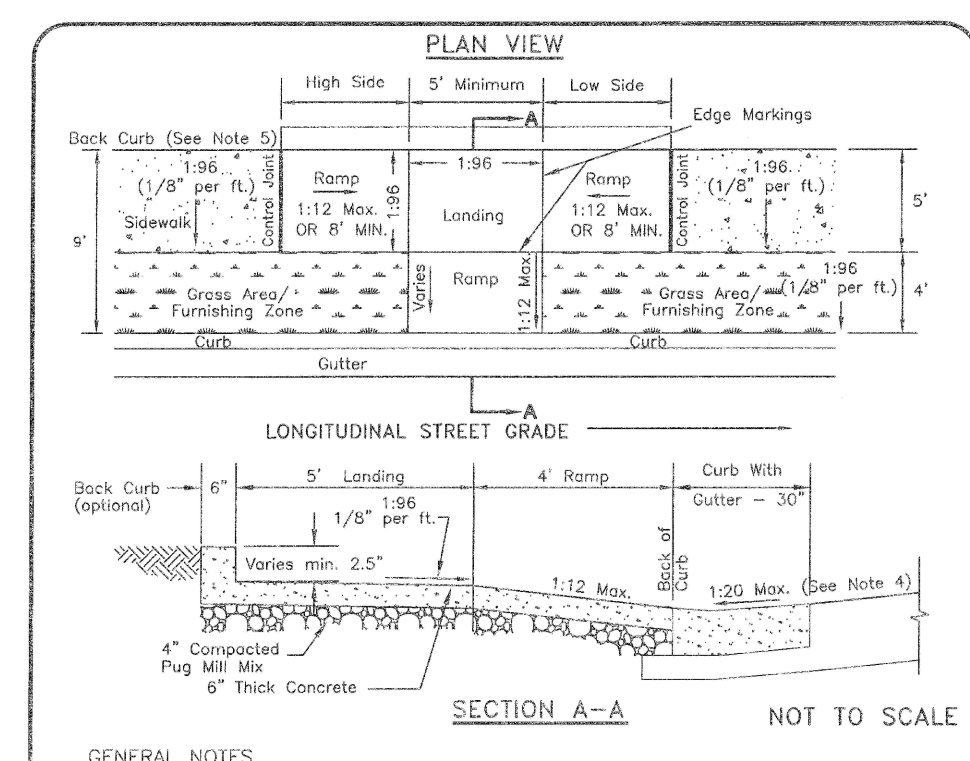 PLAN VIEW
High Side
5' Minimum
Low Side
A
Edge Markings
Back Curb (See Note 5)
1:96
(1/8" per ft.)
Sidewalk
Control Joint
Ramp
1:12 Max.
OR 8' MIN.
1:96
1:96
Landing
Ramp
1:12 Max.
OR 8' MIN.
Control Joint
1:96
(1/8" per ft.)
5'
9'
Grass Area/
Furnishing Zone
Varies
Ramp
1:12 Max.
Grass Area/
Furnishing Zone
1:96
(1/8" per ft.)
4'
Curb
Curb
Gutter
A
LONGITUDINAL STREET GRADE
Back Curb
(optional)
6"
5' Landing
4' Ramp
Curb With
Gutter - 30"
1:96
1/8" per ft.
Varies min. 2.5"
1:12 Max.
Back of
Curb
1:20 Max. (See Note 4)
4" Compacted
Pug Mill Mix
6" Thick Concrete
SECTION A-A
NOT TO SCALE
GENERAL NOTES